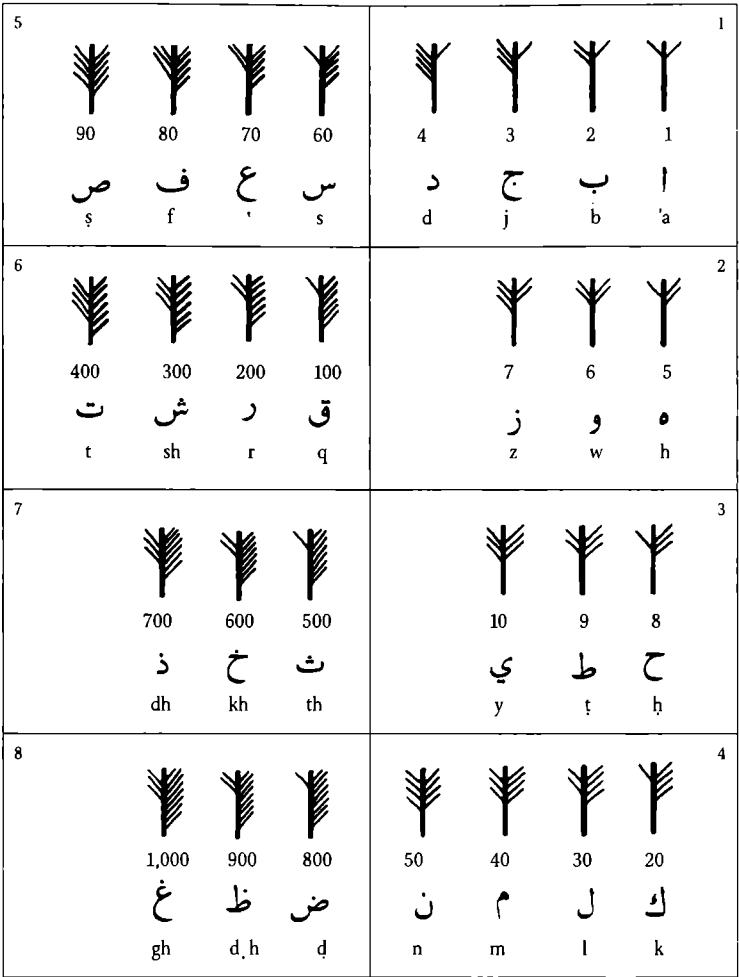 1
4 3 2 1
ا ب ج د
d j b 'a
2
7 6 5
ه و ز
z w h
3
10 9 8
ح ط ي
y ṭ ḥ
4
50 40 30 20
ك ل م ن
n m l k
5
90 80 70 60
س ع ف ص
ṣ f ‘ s
6
400 300 200 100
ق ر ش ت
t sh r q
7
700 600 500
ث خ ذ
dh kh th
8
1,000 900 800
ض ظ غ
gh ḍh ḍ